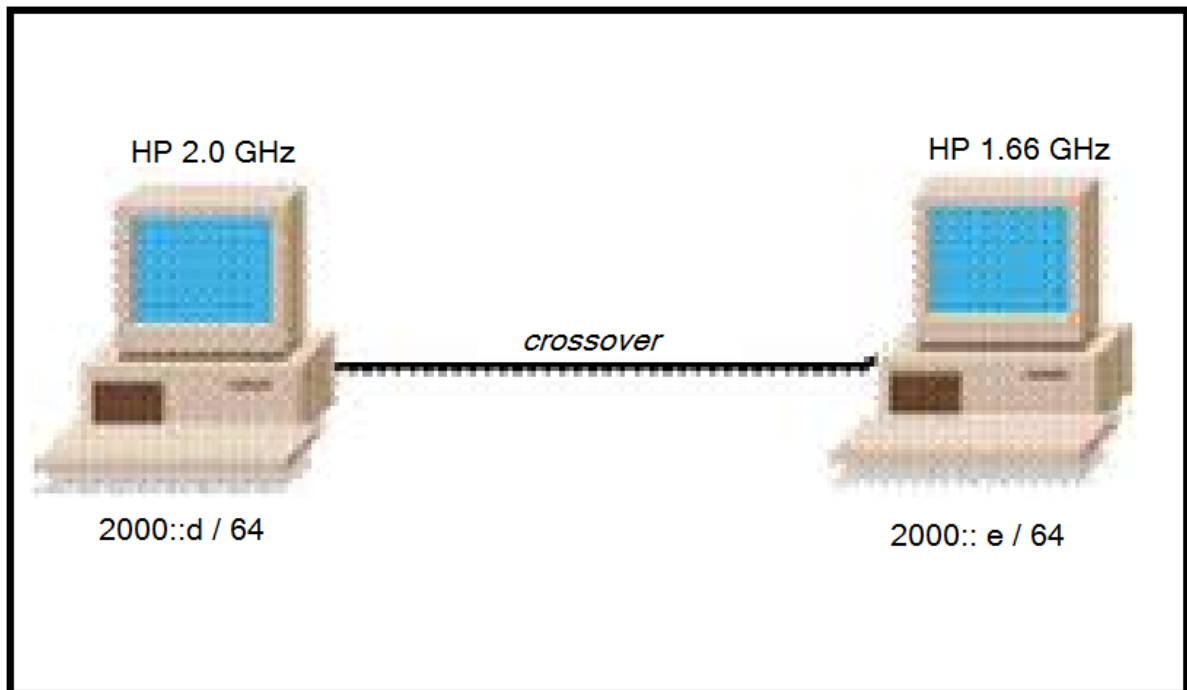 HP 2.0 GHz
HP 1.66 GHz
crossover
2000::d / 64
2000:: e / 64